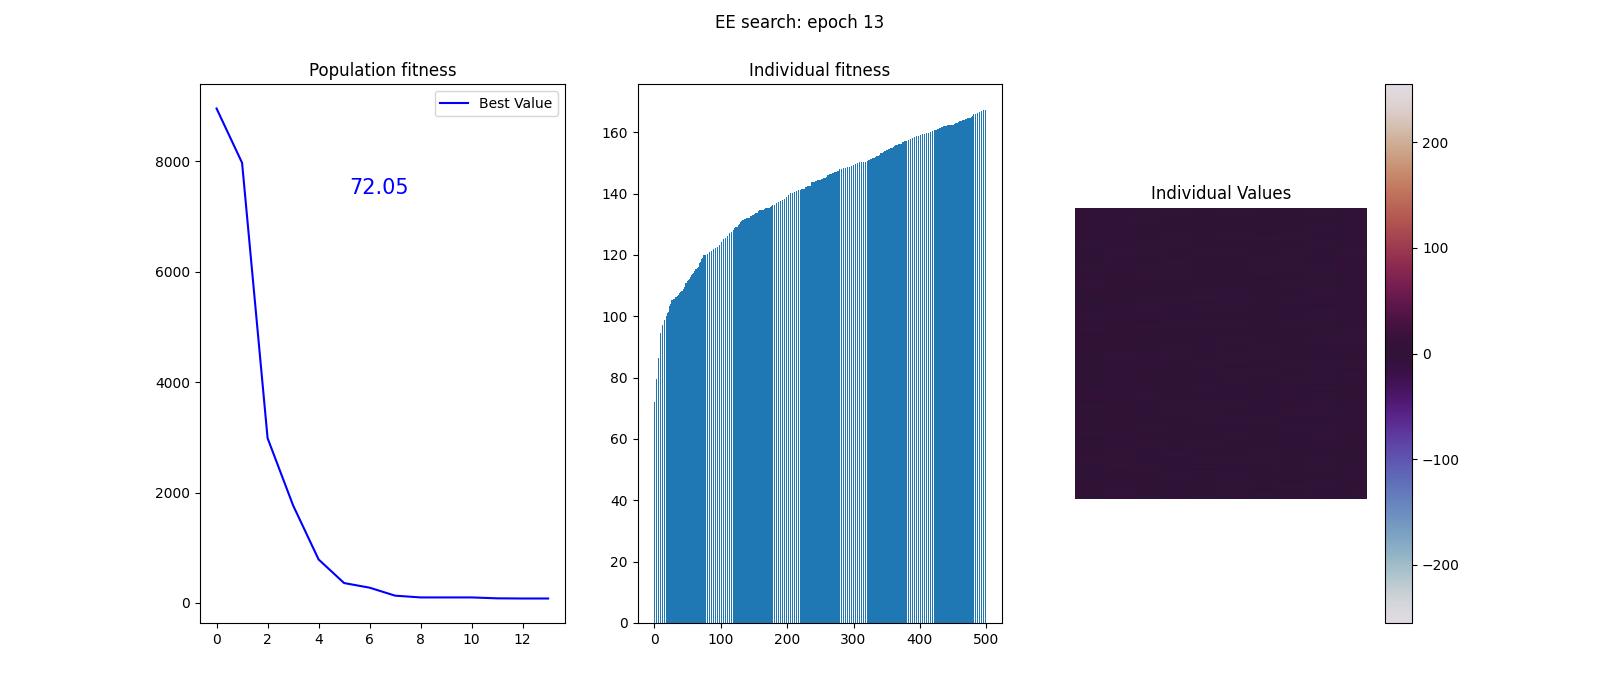 EE search: epoch 13
Population fitness
Best Value
72.05
8000
6000
4000
2000
0
0 2 4 6 8 10 12
Individual fitness
160
140
120
100
80
60
40
20
0
0 100 200 300 400 500
Individual Values
200
100
0
−100
−200